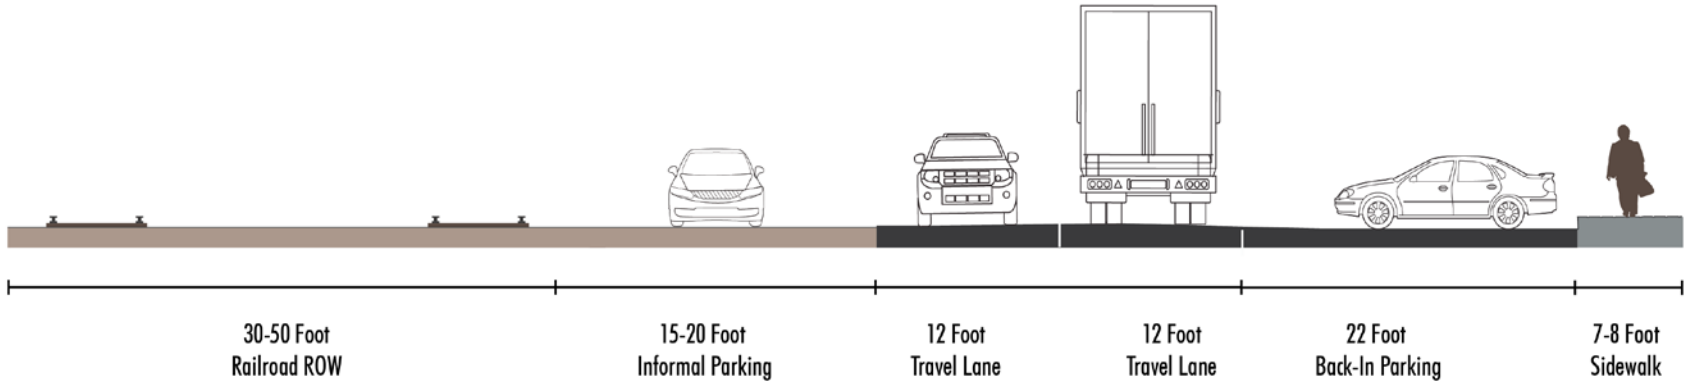 30-50 Foot
Railroad ROW
15-20 Foot
Informal Parking
12 Foot
Travel Lane
12 Foot
Travel Lane
22 Foot
Back-In Parking
7-8 Foot
Sidewalk